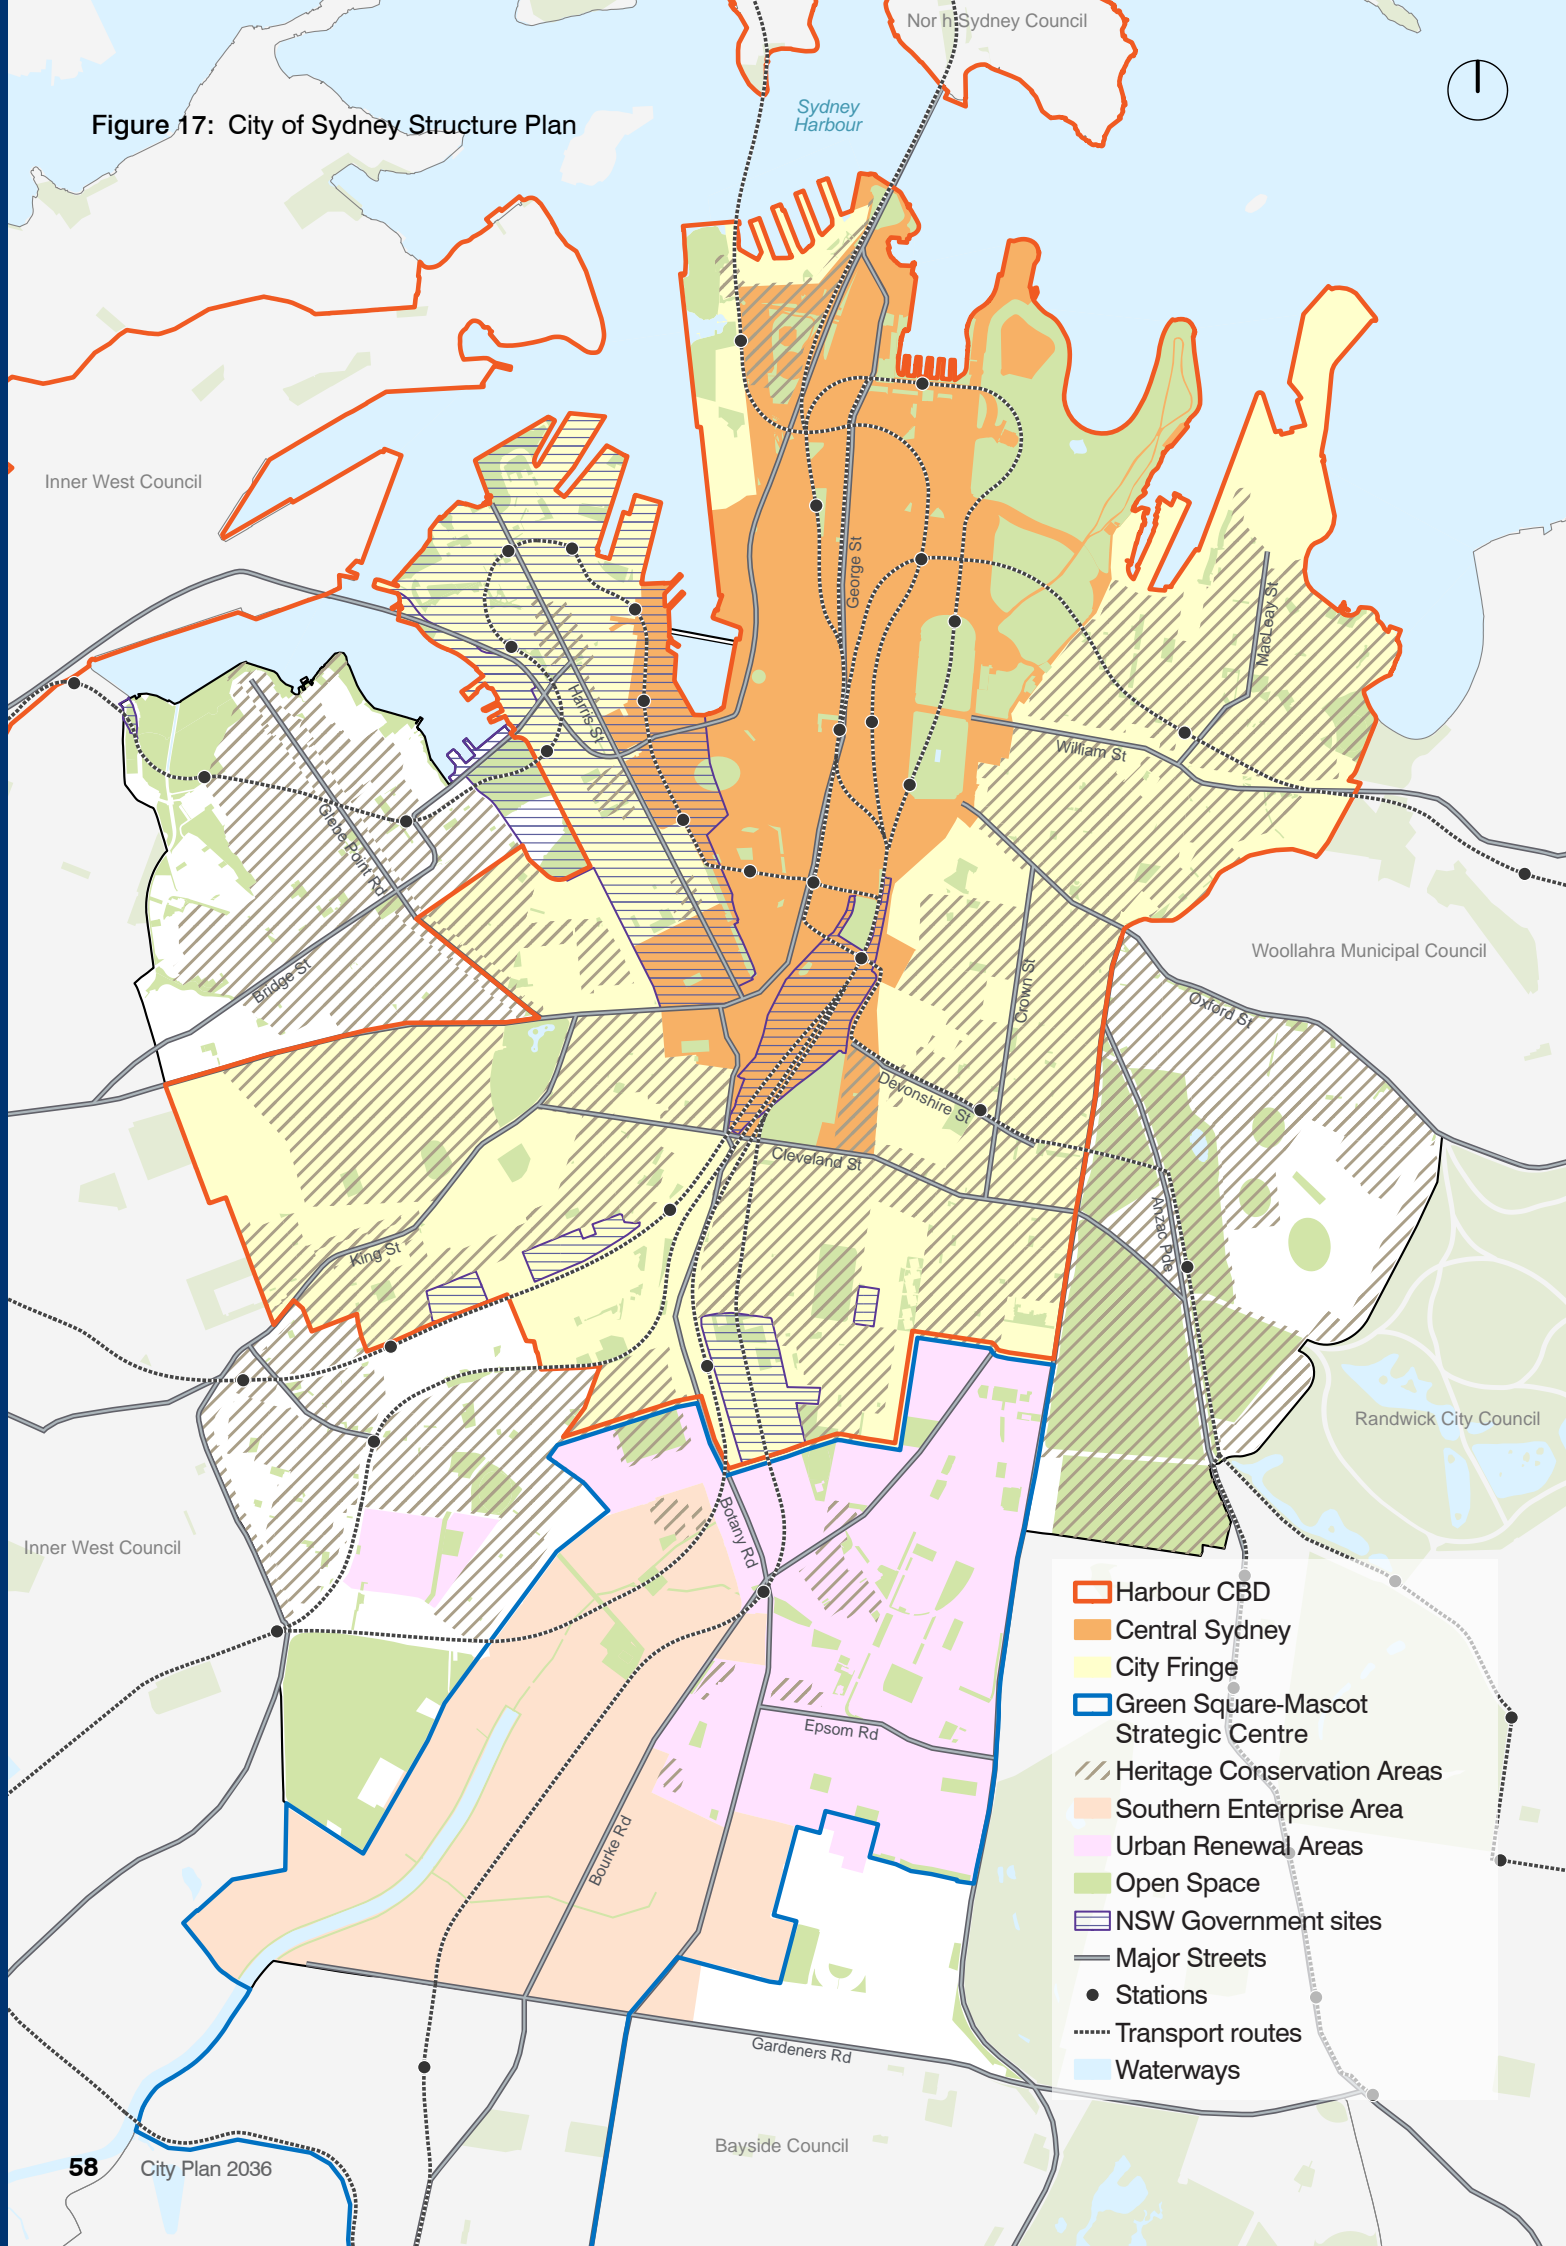 Nor h Sydney Council
Figure 17: City of Sydney Structure Plan
Sydney
Harbour
Inner West Council
George St
MacLeay St
Harris St
William St
Glebe Point Rd
Bridge St
Crown St
Woollahra Municipal Council
Oxford St
Devonshire St
Cleveland St
Anzac Pde
King St
Randwick City Council
Inner West Council
Botany Rd
Epsom Rd
Bourke Rd
Gardeners Rd
Bayside Council
Harbour CBD
Central Sydney
City Fringe
Green Square-Mascot
Strategic Centre
Heritage Conservation Areas
Southern Enterprise Area
Urban Renewal Areas
Open Space
NSW Government sites
Major Streets
Stations
Transport routes
Waterways
58 City Plan 2036